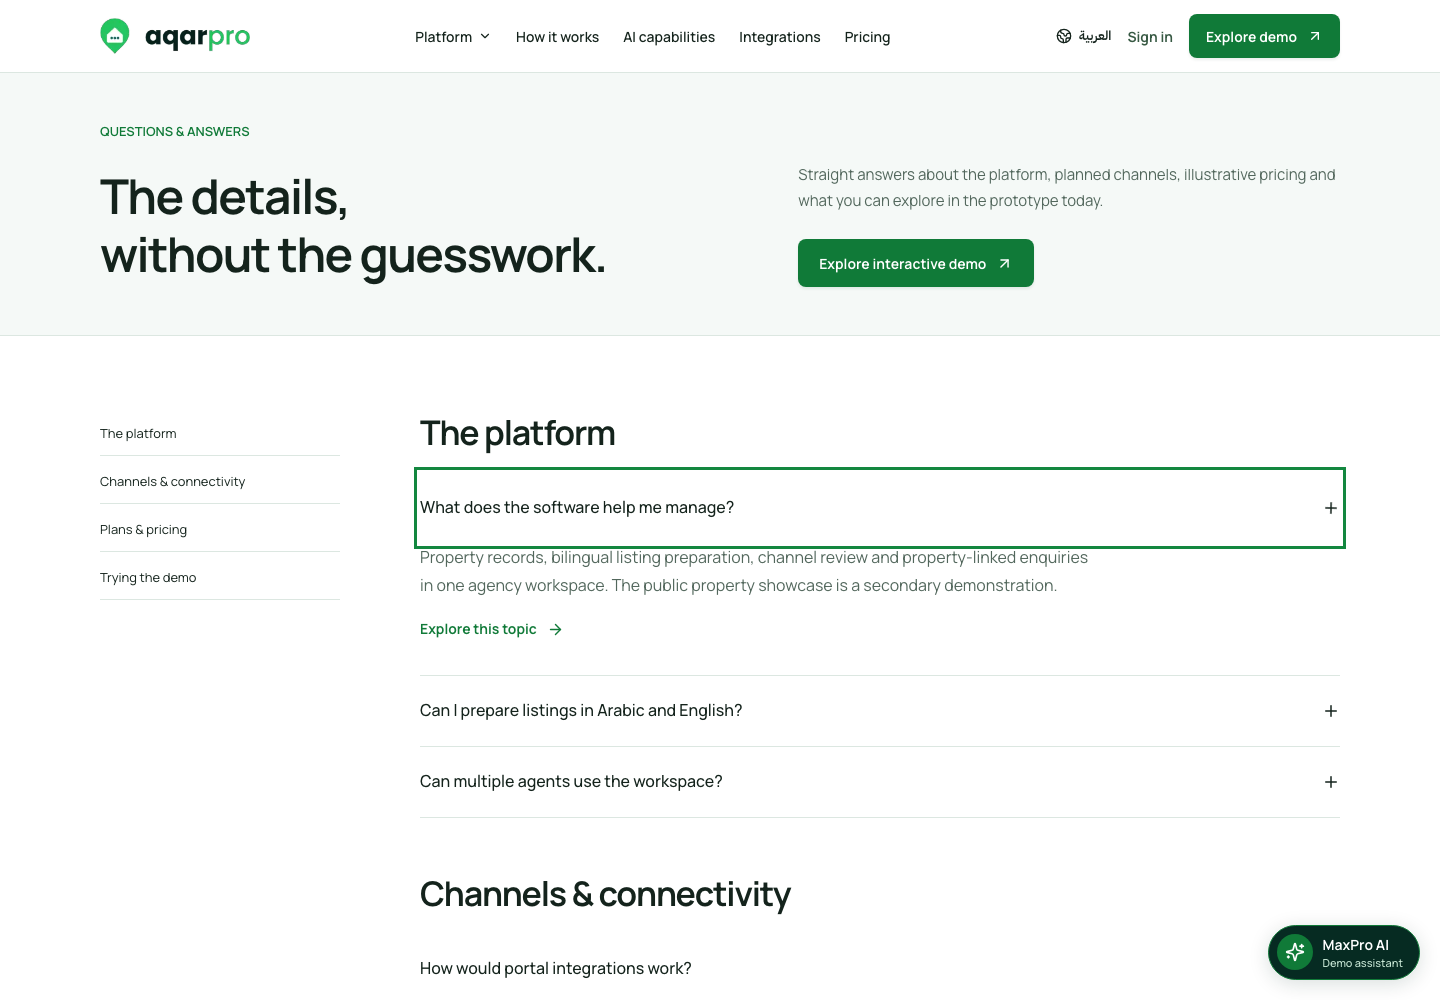 aqarpro
Platform
How it works
AI capabilities
Integrations
Pricing
العربية
Sign in
Explore demo
QUESTIONS & ANSWERS
The details,
without the guesswork.
Straight answers about the platform, planned channels, illustrative pricing and
what you can explore in the prototype today.
Explore interactive demo
The platform
Channels & connectivity
Plans & pricing
Trying the demo
The platform
What does the software help me manage?
Property records, bilingual listing preparation, channel review and property-linked enquiries
in one agency workspace. The public property showcase is a secondary demonstration.
Explore this topic
Can I prepare listings in Arabic and English?
Can multiple agents use the workspace?
Channels & connectivity
How would portal integrations work?
MaxPro AI
Demo assistant